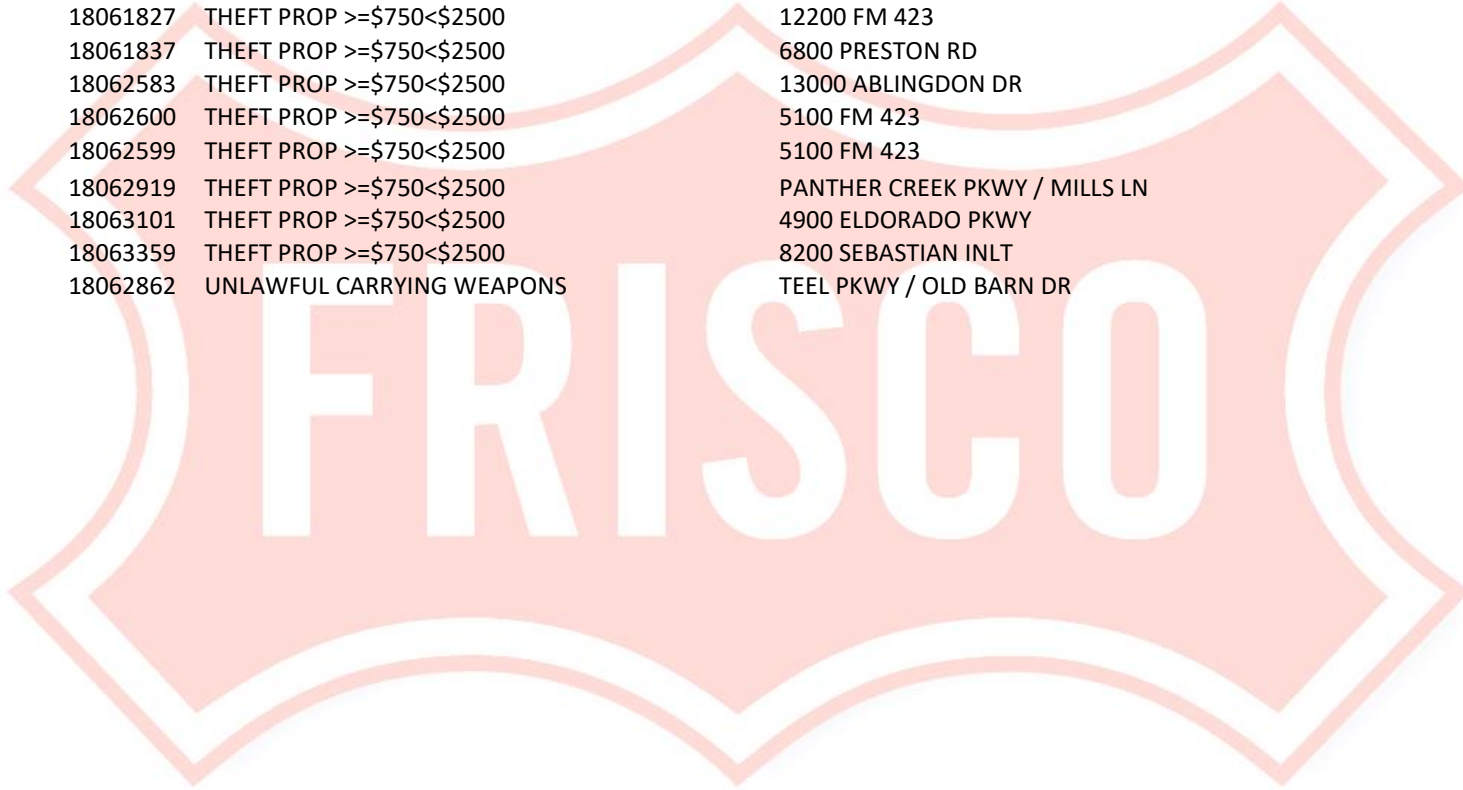 18061827 THEFT PROP >=$750<$2500 12200 FM 423
18061837 THEFT PROP >=$750<$2500 6800 PRESTON RD
18062583 THEFT PROP >=$750<$2500 13000 ABLINGDON DR
18062600 THEFT PROP >=$750<$2500 5100 FM 423
18062599 THEFT PROP >=$750<$2500 5100 FM 423
18062919 THEFT PROP >=$750<$2500 PANTHER CREEK PKWY / MILLS LN
18063101 THEFT PROP >=$750<$2500 4900 ELDORADO PKWY
18063359 THEFT PROP >=$750<$2500 8200 SEBASTIAN INLT
18062862 UNLAWFUL CARRYING WEAPONS TEEL PKWY / OLD BARN DR
FRISCO